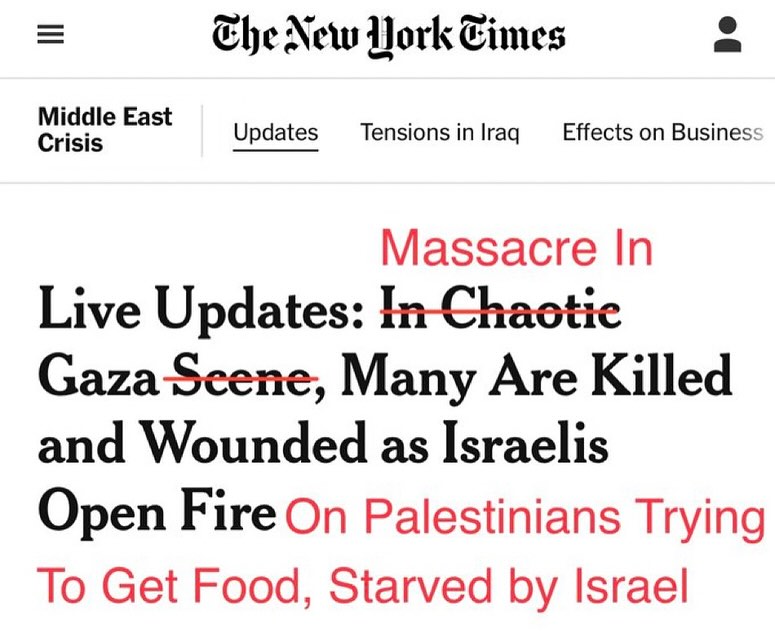 The New York Times
Middle East
Crisis
Updates
Tensions in Iraq
Effects on Business
Massacre In
Live Updates: In Chaotic
Gaza Scene, Many Are Killed
and Wounded as Israelis
Open Fire On Palestinians Trying
To Get Food, Starved by Israel